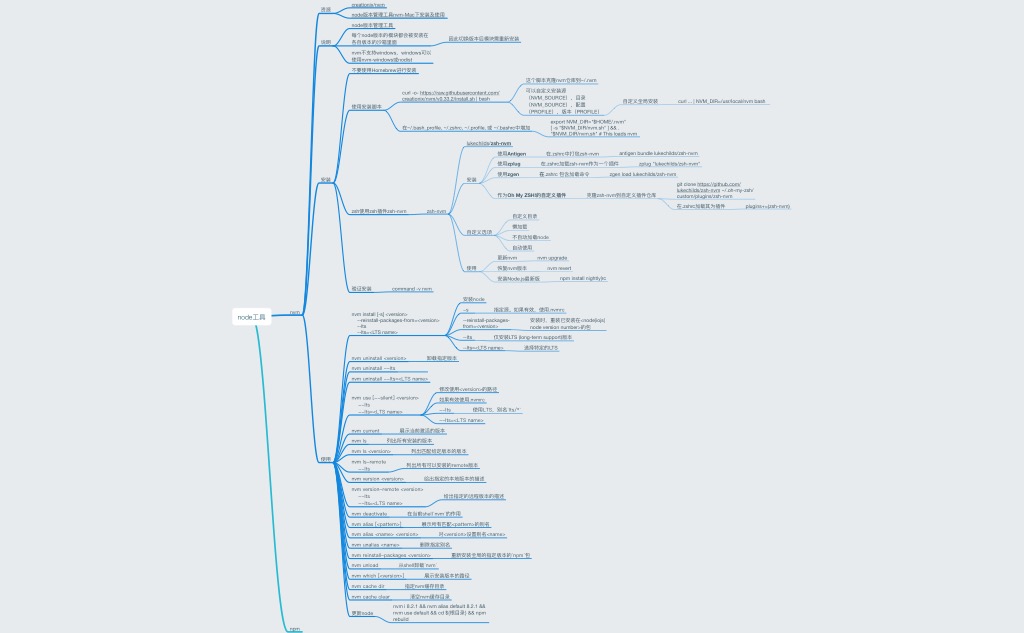 资源
creationix/nvm
node版本管理工具nvm-Mac下安装及使用
说明
node版本管理工具
每个node版本的模块都会被安装在
各自版本的沙箱里面
因此切换版本后模块需重新安装
nvm不支持windows，windows可以
使用nvm-windows或nodist
安装
不要使用Homebrew进行安装
使用安装脚本
curl -o- https://raw.githubusercontent.com/
creationix/nvm/v0.33.2/install.sh | bash
这个脚本克隆nvm仓库到~/.nvm
可以自定义安装源
（NVM_SOURCE），目录
（NVM_SOURCE），配置
（PROFILE），版本（PROFILE）
自定义全局安装
curl ... | NVM_DIR=/usr/local/nvm bash
在~/.bash_profile, ~/.zshrc, ~/.profile, 或 ~/.bashrc中增加
export NVM_DIR="$HOME/.nvm"
[ -s "$NVM_DIR/nvm.sh" ] && .
"$NVM_DIR/nvm.sh" # This loads nvm
zsh使用zsh插件zsh-nvm
zsh-nvm
lukechilds/zsh-nvm
安装
使用Antigen
在.zshrc中打包zsh-nvm
antigen bundle lukechilds/zsh-nvm
使用zplug
在.zshrc加载zsh-nvm作为一个插件
zplug "lukechilds/zsh-nvm"
使用zgen
在.zshrc 包含加载命令
zgen load lukechilds/zsh-nvm
作为Oh My ZSH!的自定义插件
克隆zsh-nvm到自定义插件仓库
git clone https://github.com/
lukechilds/zsh-nvm ~/.oh-my-zsh/
custom/plugins/zsh-nvm
在.zshrc加载其为插件
plugins+=(zsh-nvm)
自定义选项
自定义目录
懒加载
不自动加载node
自动使用
使用
更新nvm
nvm upgrade
恢复nvm版本
nvm revert
安装Node.js最新版
nvm install nightly|rc
验证安装
command -v nvm
node工具
nvm
使用
nvm install [-s] <version>
--reinstall-packages-from=<version>
--lts
--lts=<LTS name>
安装node
-s
指定源，如果有效，使用.nvmrc
--reinstall-packages-
from=<version>
安装时，重装已安装在<node|iojs|
node version number>的包
--lts
仅安装LTS (long-term support)版本
--lts=<LTS name>
选择特定的LTS
nvm uninstall <version>
卸载指定版本
nvm uninstall --lts
nvm uninstall --lts=<LTS name>
nvm use [--silent] <version>
--lts
--lts=<LTS name>
修改使用<version>的路径
如果有效使用.nvmrc
--lts
使用LTS，别名`lts/*`
--lts=<LTS name>
nvm current
展示当前激活的版本
nvm ls
列出所有安装的版本
nvm ls <version>
列出匹配给定版本的版本
nvm ls-remote
--lts
列出所有可以安装的remote版本
nvm version <version>
给出指定的本地版本的描述
nvm version-remote <version>
--lts
--lts=<LTS name>
给出指定的远程版本的描述
nvm deactivate
在当前shell`nvm`的作用
nvm alias [<pattern>]
展示所有匹配<pattern>的别名
nvm alias <name> <version>
对<version>设置别名<name>
nvm unalias <name>
删除指定别名
nvm reinstall-packages <version>
重新安装全局的指定版本的`npm`包
nvm unload
从shell卸载`nvm`
nvm which [<version>]
展示安装版本的路径
nvm cache dir
指定nvm缓存目录
nvm cache clear
清空nvm缓存目录
更新node
nvm i 8.2.1 && nvm alias default 8.2.1 &&
nvm use default && cd 到项目目录 && npm
rebuild
npm